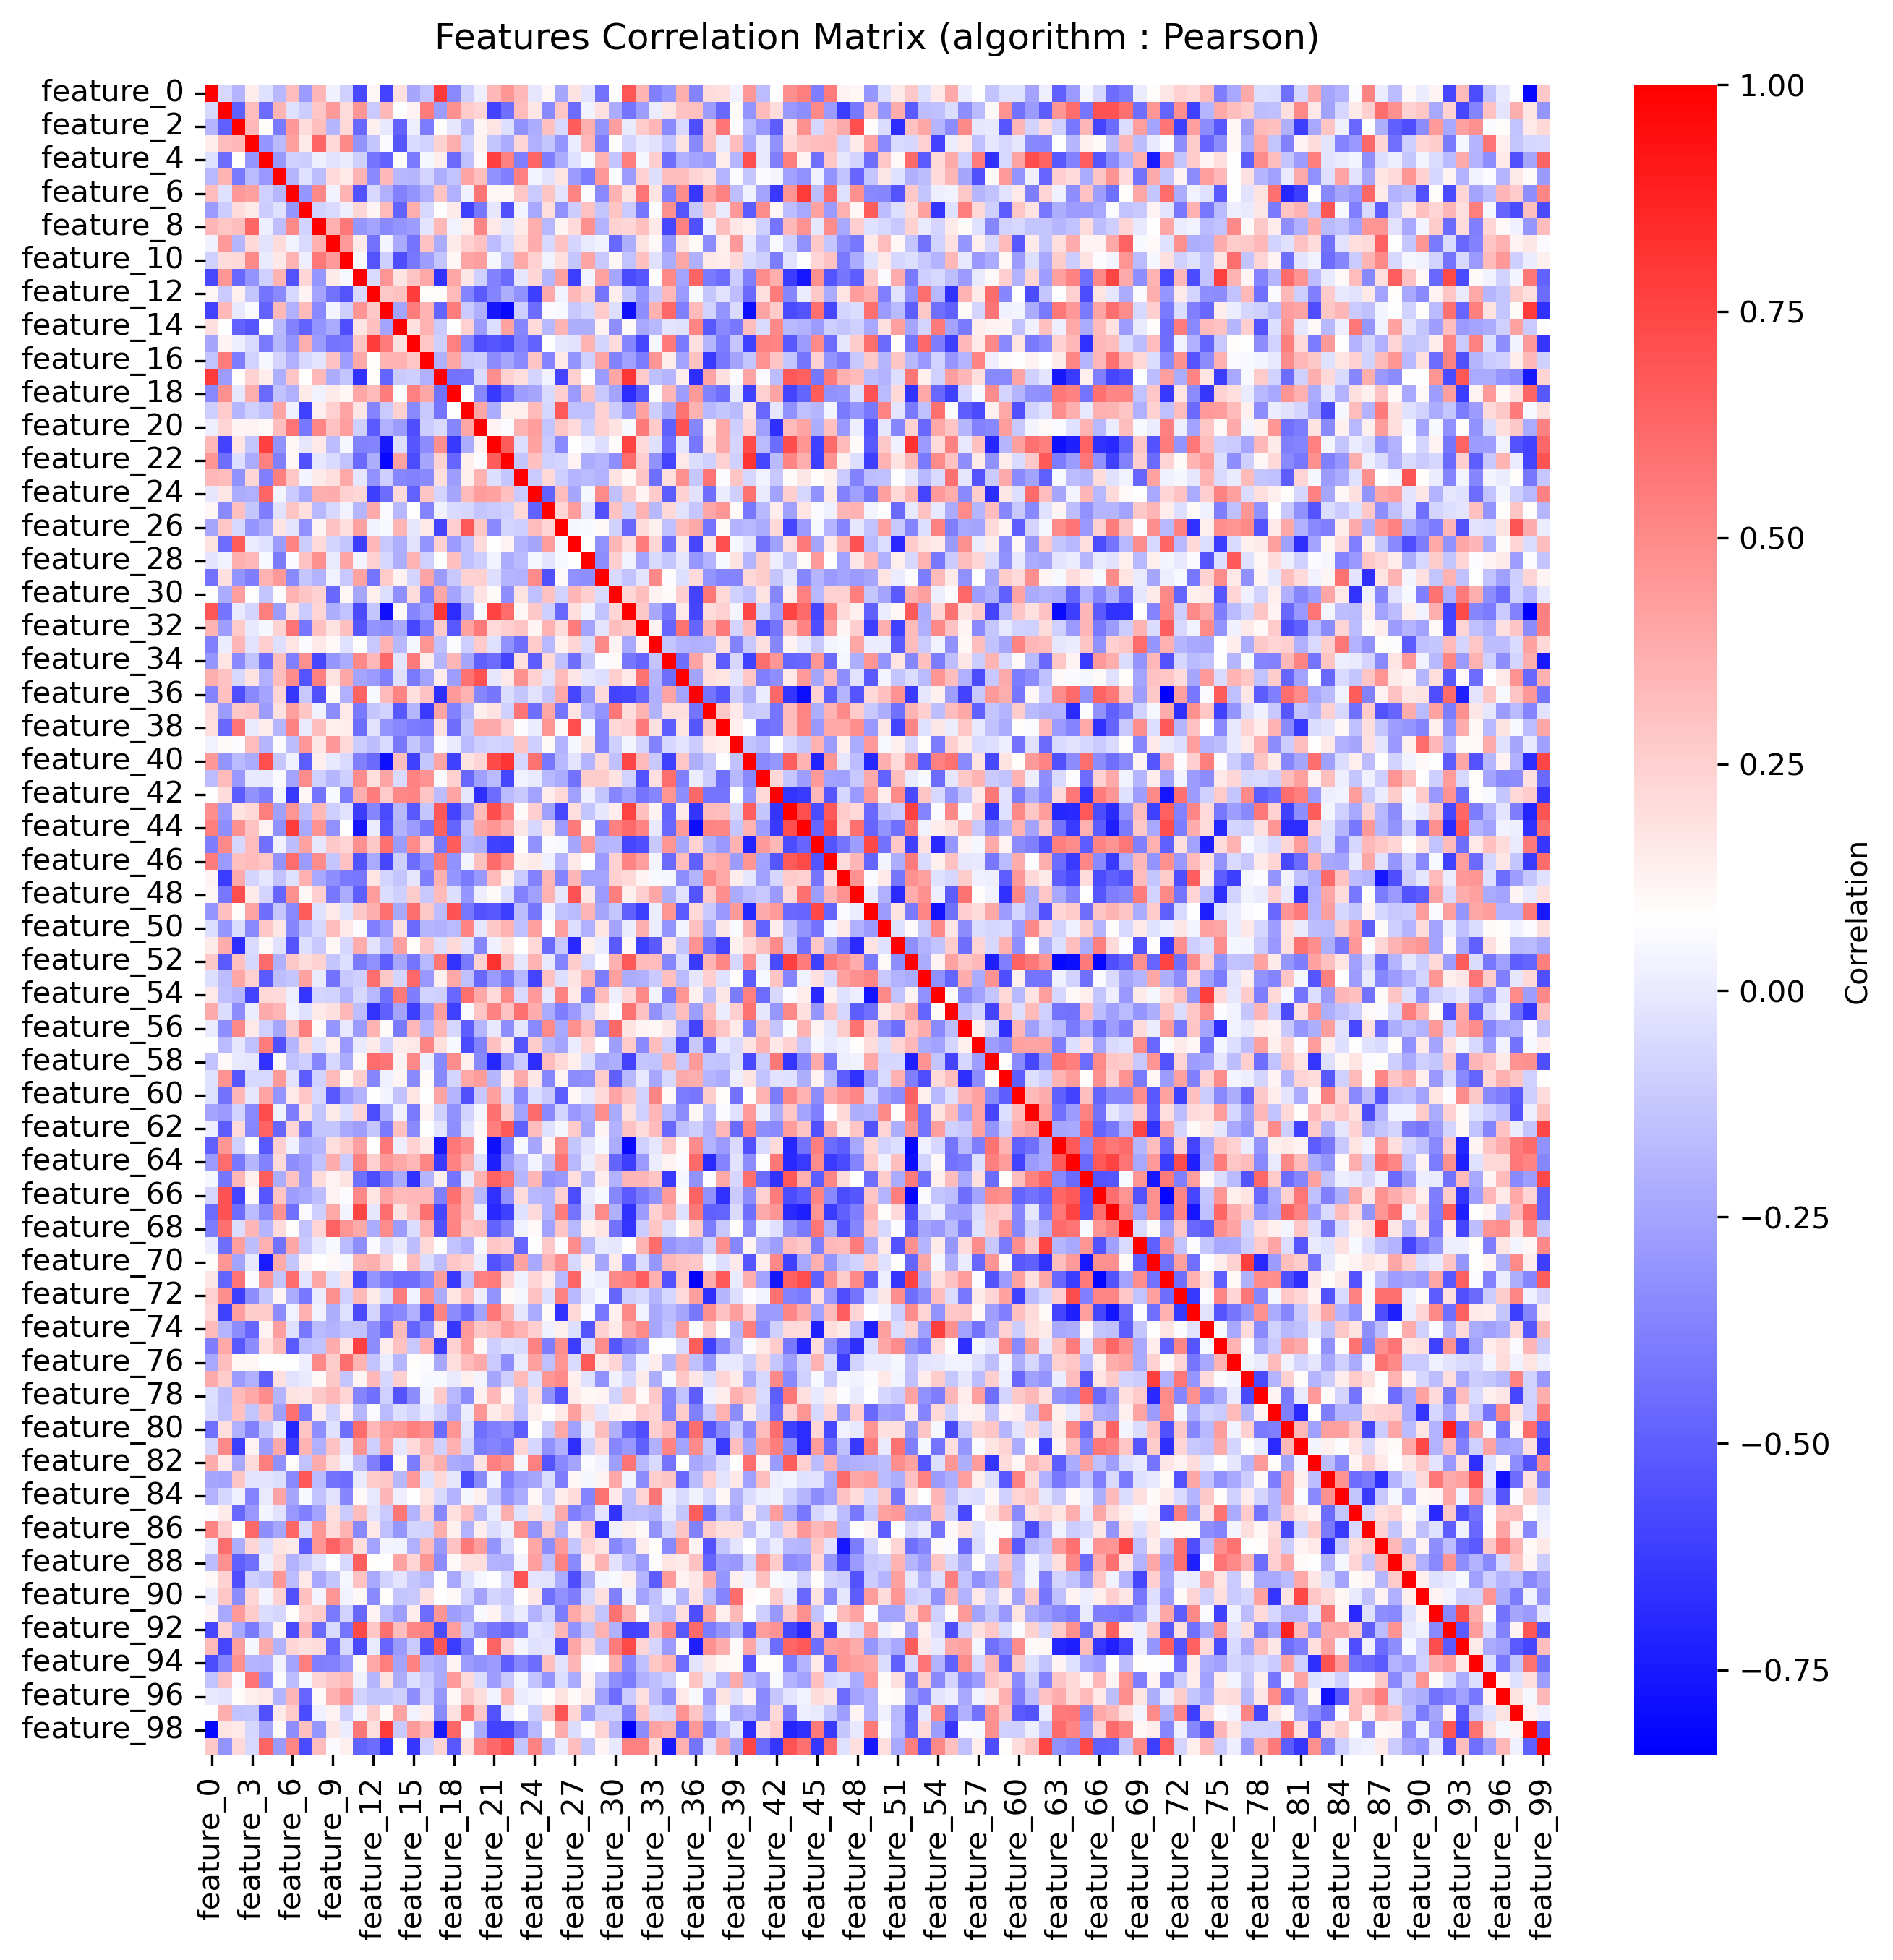 Features Correlation Matrix (algorithm : Pearson)
feature_0
feature_2
feature_4
feature_6
feature_8
feature_10
feature_12
feature_14
feature_16
feature_18
feature_20
feature_22
feature_24
feature_26
feature_28
feature_30
feature_32
feature_34
feature_36
feature_38
feature_40
feature_42
feature_44
feature_46
feature_48
feature_50
feature_52
feature_54
feature_56
feature_58
feature_60
feature_62
feature_64
feature_66
feature_68
feature_70
feature_72
feature_74
feature_76
feature_78
feature_80
feature_82
feature_84
feature_86
feature_88
feature_90
feature_92
feature_94
feature_96
feature_98
feature_0
feature_3
feature_6
feature_9
feature_12
feature_15
feature_18
feature_21
feature_24
feature_27
feature_30
feature_33
feature_36
feature_39
feature_42
feature_45
feature_48
feature_51
feature_54
feature_57
feature_60
feature_63
feature_66
feature_69
feature_72
feature_75
feature_78
feature_81
feature_84
feature_87
feature_90
feature_93
feature_96
feature_99
1.00
0.75
0.50
0.25
0.00
−0.25
−0.50
−0.75
Correlation